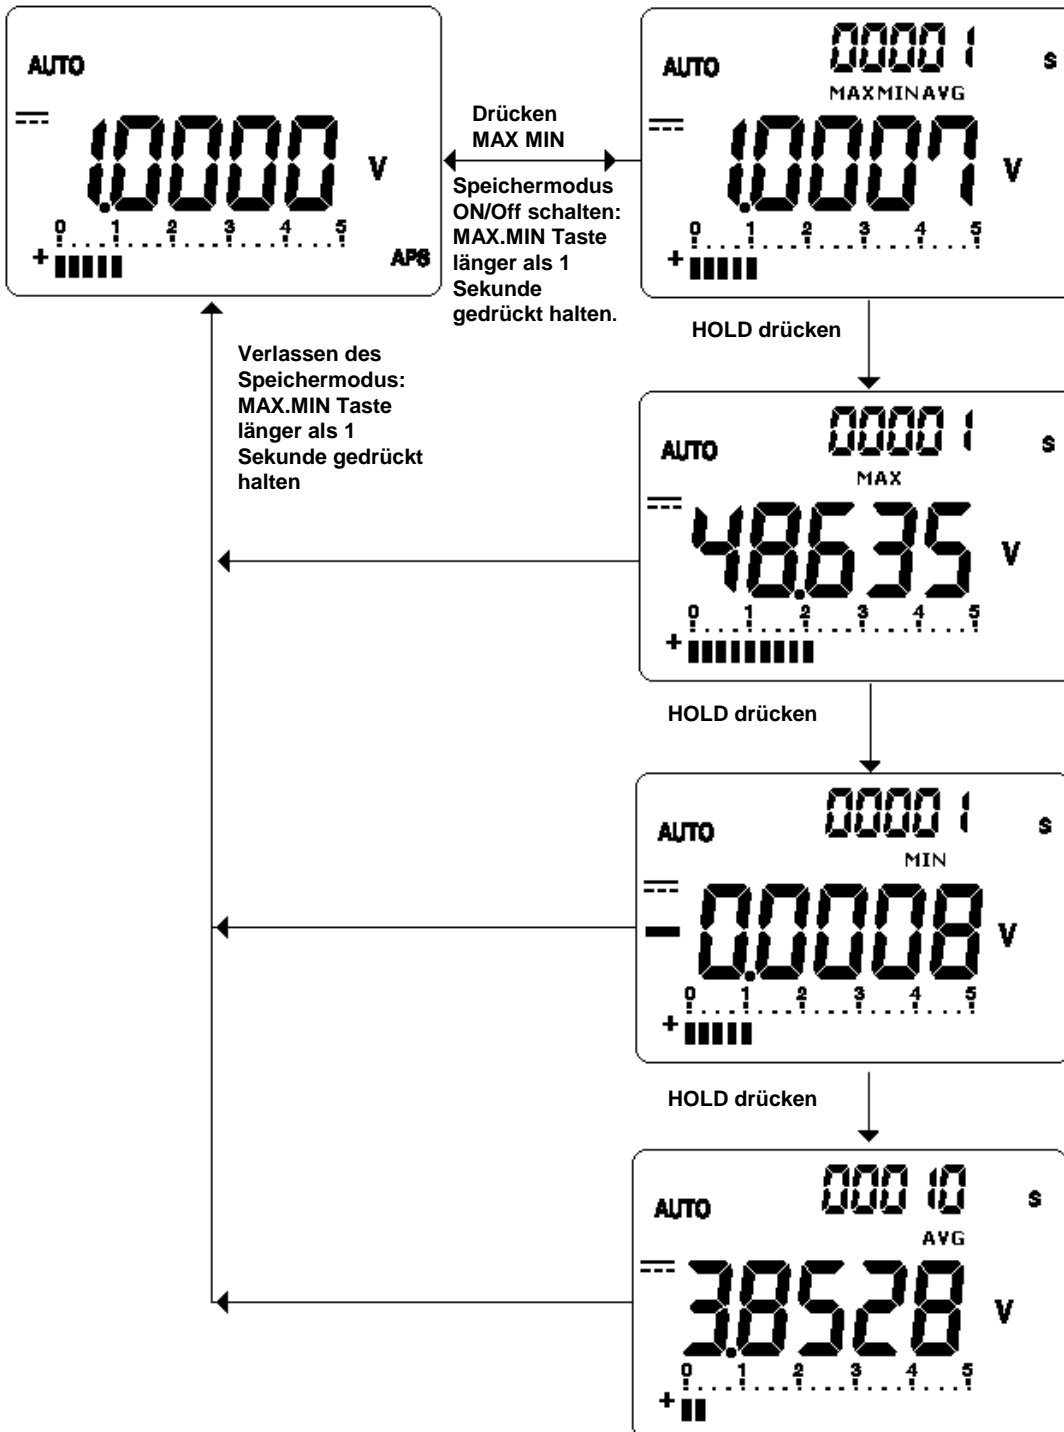 AUTO
1.0000 V
0 1 2 3 4 5
+
APS
Drücken
MAX MIN
Speichermodus
ON/Off schalten:
MAX.MIN Taste
länger als 1
Sekunde
gedrückt halten.
00001 s
AUTO
MAXMINAVG
1.0007 V
0 1 2 3 4 5
+
HOLD drücken
Verlassen des
Speichermodus:
MAX.MIN Taste
länger als 1
Sekunde gedrückt
halten
00001 s
AUTO
MAX
48.635 V
0 1 2 3 4 5
+
HOLD drücken
00001 s
AUTO
MIN
-0.0008 V
0 1 2 3 4 5
+
HOLD drücken
00010 s
AUTO
AVG
3.8528 V
0 1 2 3 4 5
+